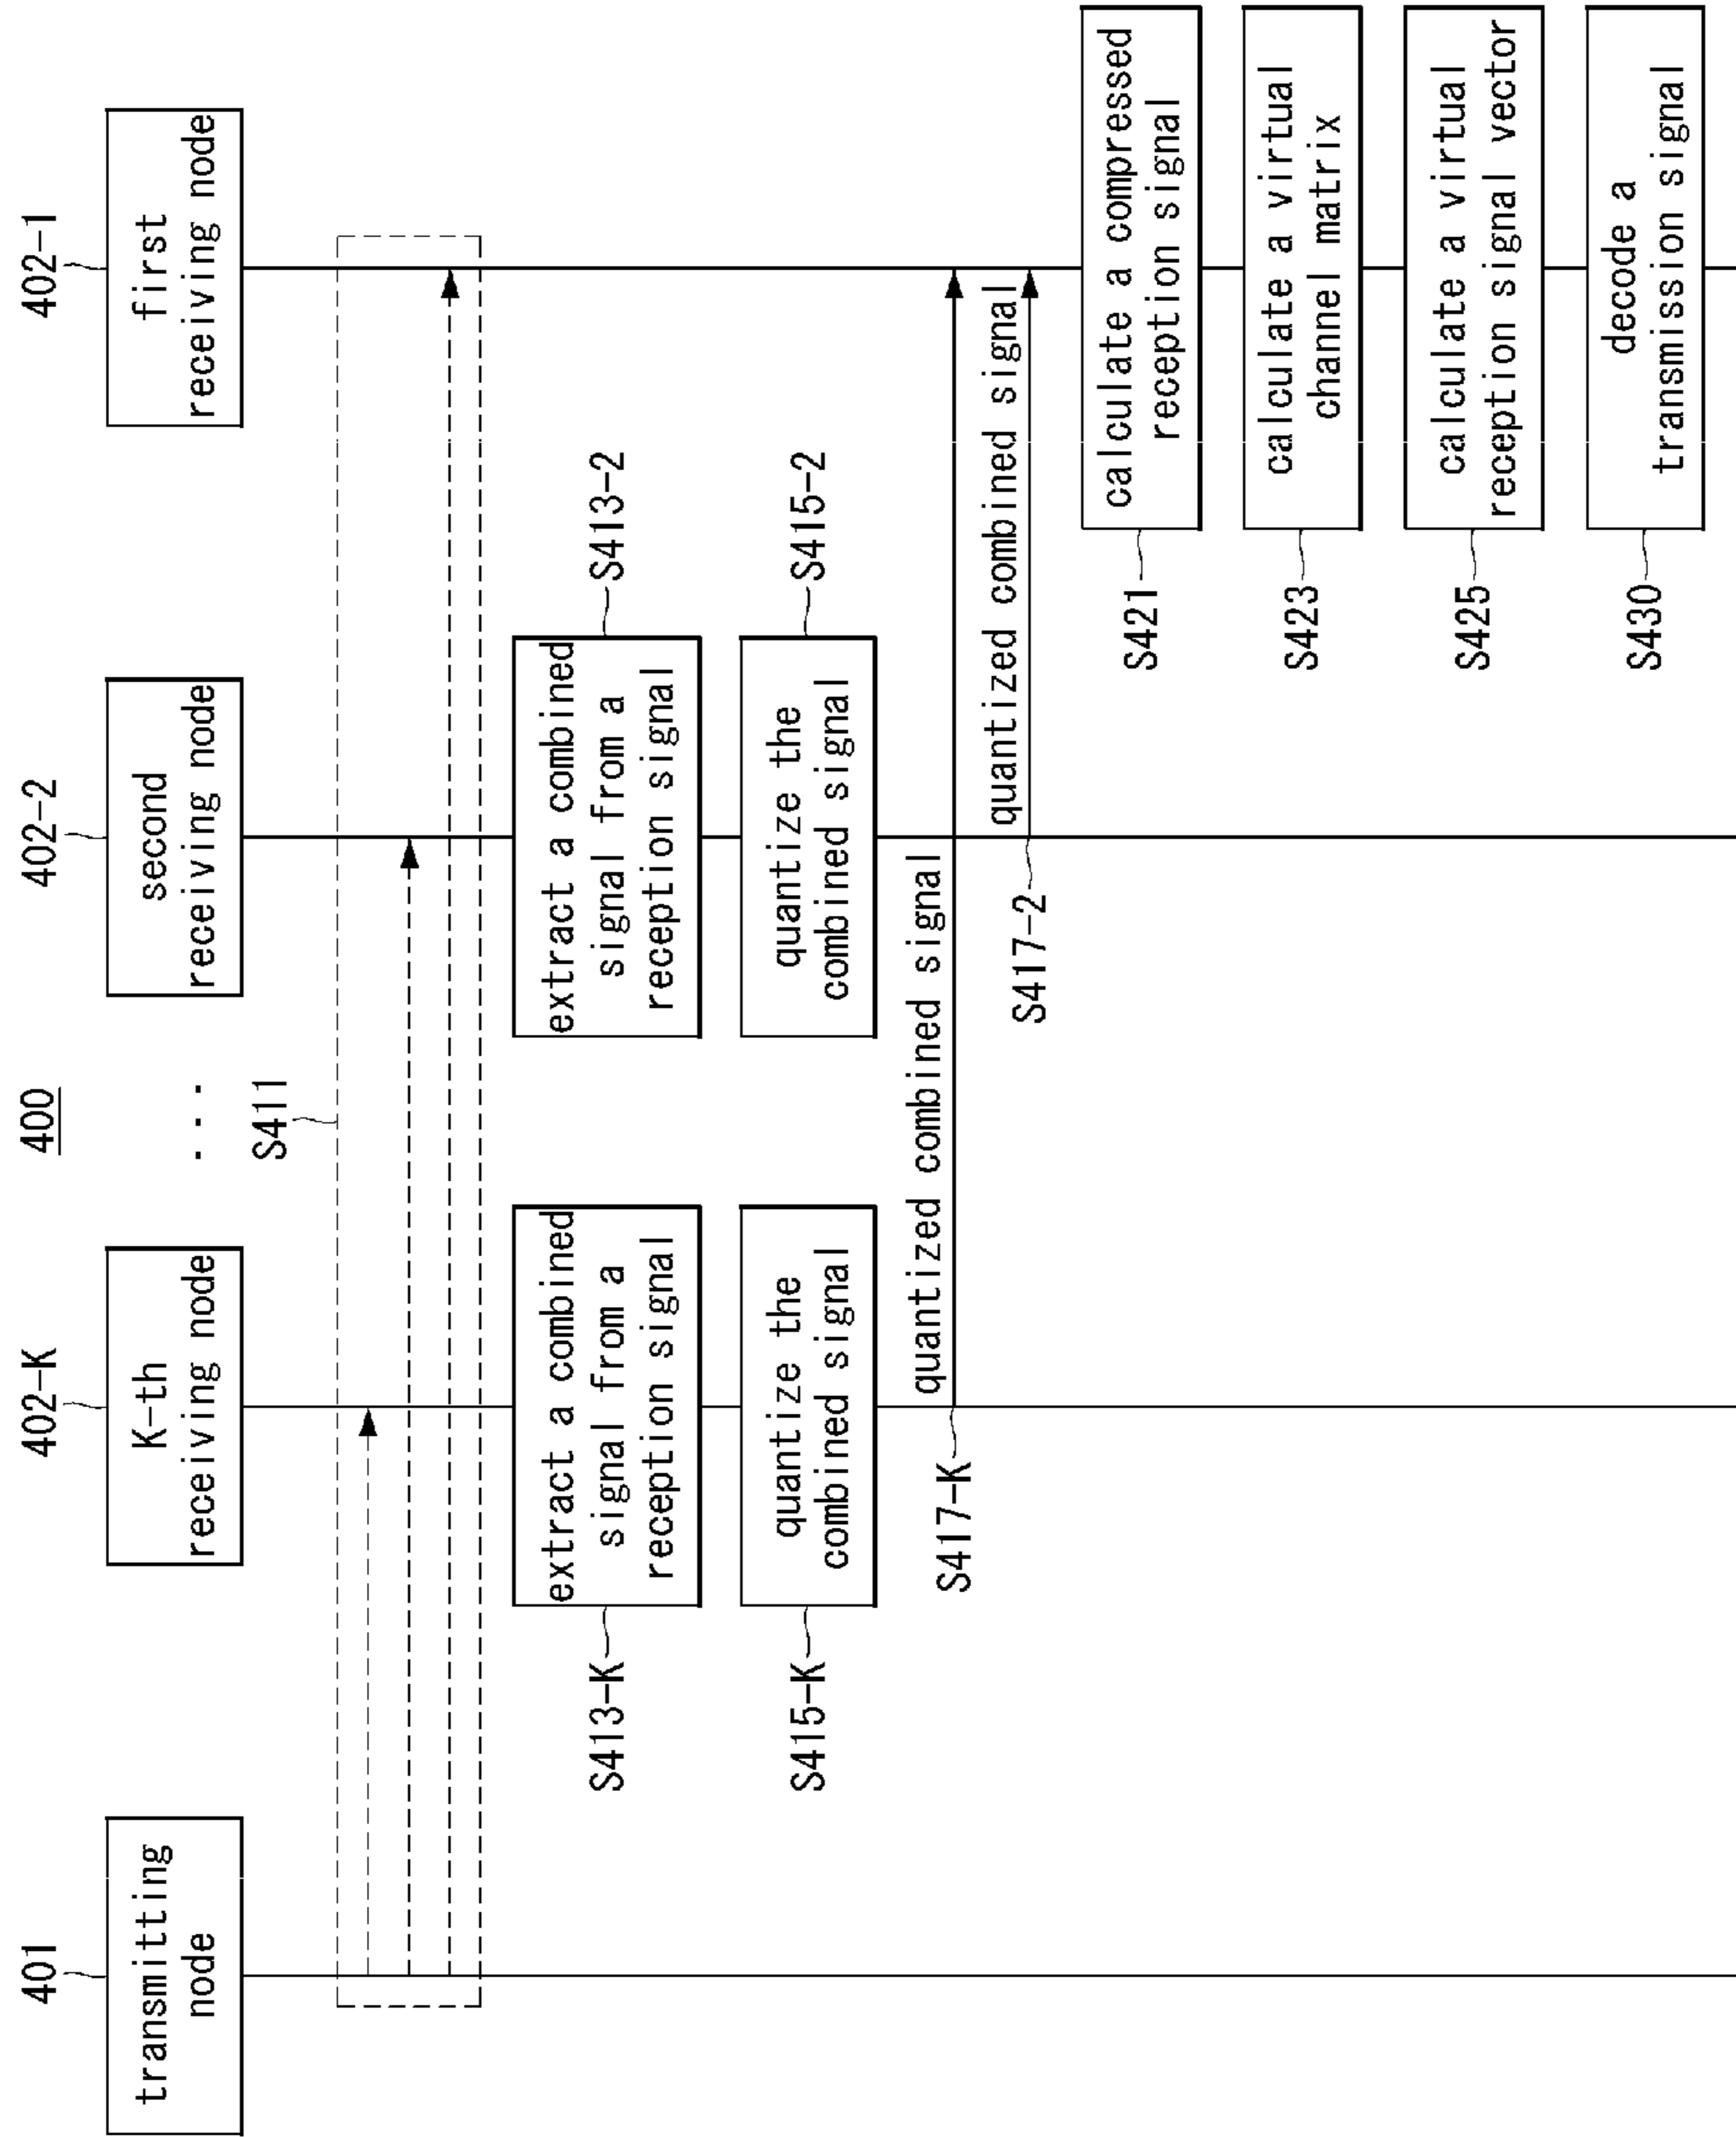 400
401
402-K
402-2
402-1
transmitting
node
K-th
receiving node
...
second
receiving node
first
receiving node
S411
extract a combined
signal from a
reception signal
S413-K
extract a combined
signal from a
reception signal
S413-2
quantize the
combined signal
S415-K
quantize the
combined signal
S415-2
quantized combined signal
S417-K
quantized combined signal
S417-2
calculate a compressed
reception signal
S421
calculate a virtual
channel matrix
S423
calculate a virtual
reception signal vector
S425
decode a
transmission signal
S430